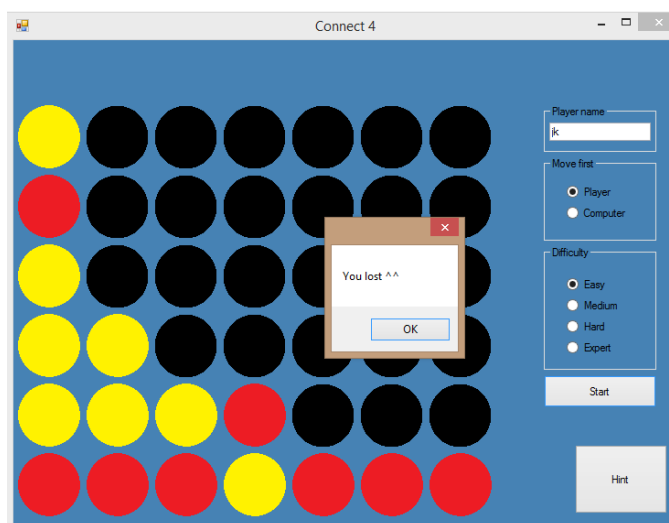 Connect 4
Player name
jk
Move first
Player
Computer
You lost ^^
OK
Difficulty
Easy
Medium
Hard
Expert
Start
Hint